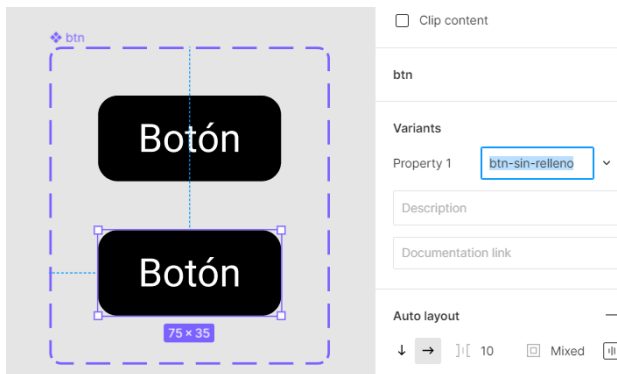 btn
Botón
Botón
75 × 35
Clip content
btn
Variants
Property 1 btn-sin-relleno
Description
Documentation link
Auto layout
10 Mixed